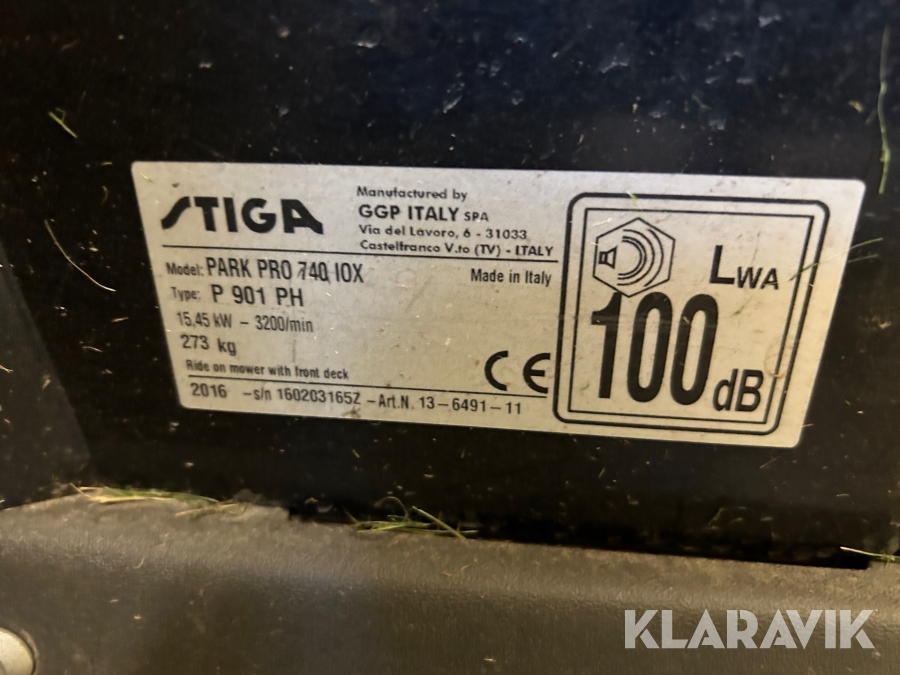 STIGA
Manufactured by
GGP ITALY SPA
Via del Lavoro, 6 - 31033
Castelfranco V.to (TV) - ITALY
Model: PARK PRO 740 IOX
Made in Italy
Type: P 901 PH
15,45 kW - 3200/min
273 kg
Ride on mower with front deck
CE
2016 -s/n 160203165Z -Art.N. 13-6491-11
LWA
100 dB
KLARAVIK